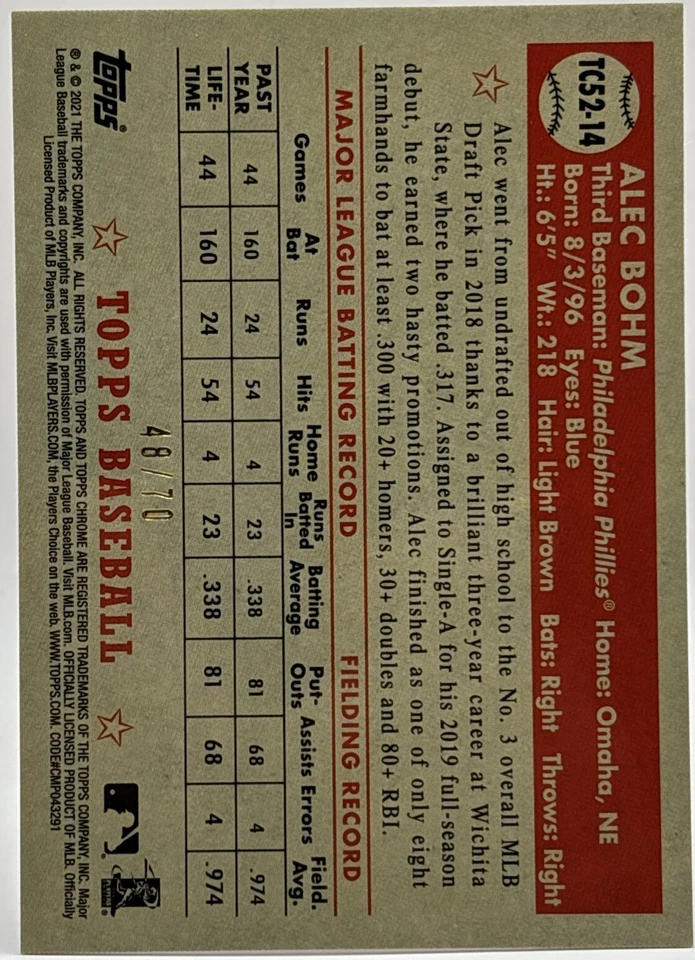 TC52-14
ALEC BOHM
Third Baseman: Philadelphia Phillies® Home: Omaha, NE
Born: 8/3/96 Eyes: Blue
Ht.: 6'5" Wt.: 218 Hair: Light Brown Bats: Right Throws: Right
Alec went from undrafted out of high school to the No. 3 overall MLB
Draft Pick in 2018 thanks to a brilliant three-year career at Wichita
State, where he batted .317. Assigned to Single-A for his 2019 full-season
debut, he earned two hasty promotions. Alec finished as one of only eight
farmhands to bat at least .300 with 20+ homers, 30+ doubles and 80+ RBI.
MAJOR LEAGUE BATTING RECORD FIELDING RECORD
Games At Bat Runs Hits Home Runs Runs Batted In Batting Average Put-Outs Assists Errors Field. Avg.
PAST YEAR 44 160 24 54 4 23 .338 81 68 4 .974
LIFE-TIME 44 160 24 54 4 23 .338 81 68 4 .974
48/70
topps® TOPPS BASEBALL
® & © 2021 THE TOPPS COMPANY, INC. ALL RIGHTS RESERVED. TOPPS AND TOPPS CHROME ARE REGISTERED TRADEMARKS OF THE TOPPS COMPANY, INC. Major
League Baseball trademarks and copyrights are used with permission of Major League Baseball. Visit MLB.com. OFFICIALLY LICENSED PRODUCT OF MLB. Officially
Licensed Product of MLB Players, Inc. Visit MLBPLAYERS.COM, the Players Choice on the web. WWW.TOPPS.COM. CODE#CMP043291